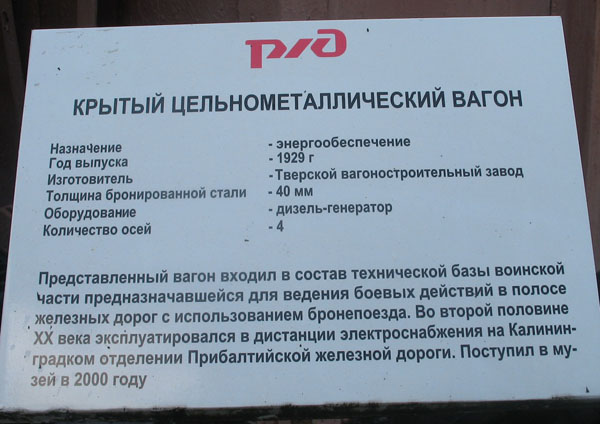 РЖД
КРЫТЫЙ ЦЕЛЬНОМЕТАЛЛИЧЕСКИЙ ВАГОН
Назначение - энергообеспечение
Год выпуска - 1929 г
Изготовитель - Тверской вагоностроительный завод
Толщина бронированной стали - 40 мм
Оборудование - дизель-генератор
Количество осей - 4
Представленный вагон входил в состав технической базы воинской
части предназначавшейся для ведения боевых действий в полосе
железных дорог с использованием бронепоезда. Во второй половине
XX века эксплуатировался в дистанции электроснабжения на Калинин-
градком отделении Прибалтийской железной дороги. Поступил в му-
зей в 2000 году